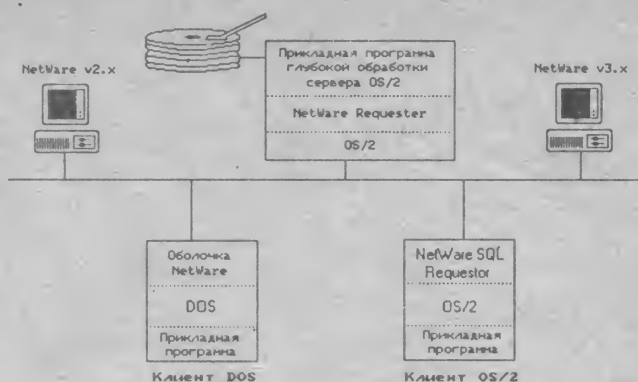 Прикладная программа
глубокой обработки
сервера OS/2
NetWare v2.x
NetWare v3.x
NetWare Requester
OS/2
Оболочка
NetWare
DOS
Прикладная
программа
Клиент DOS
NetWare SQL
Requestor
OS/2
Прикладная
программа
Клиент OS/2